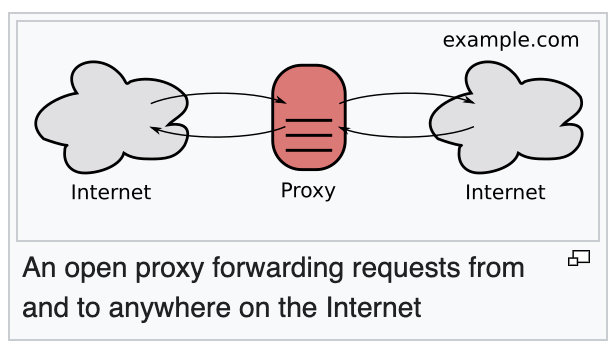 example.com
Internet
Proxy
Internet
An open proxy forwarding requests from
and to anywhere on the Internet